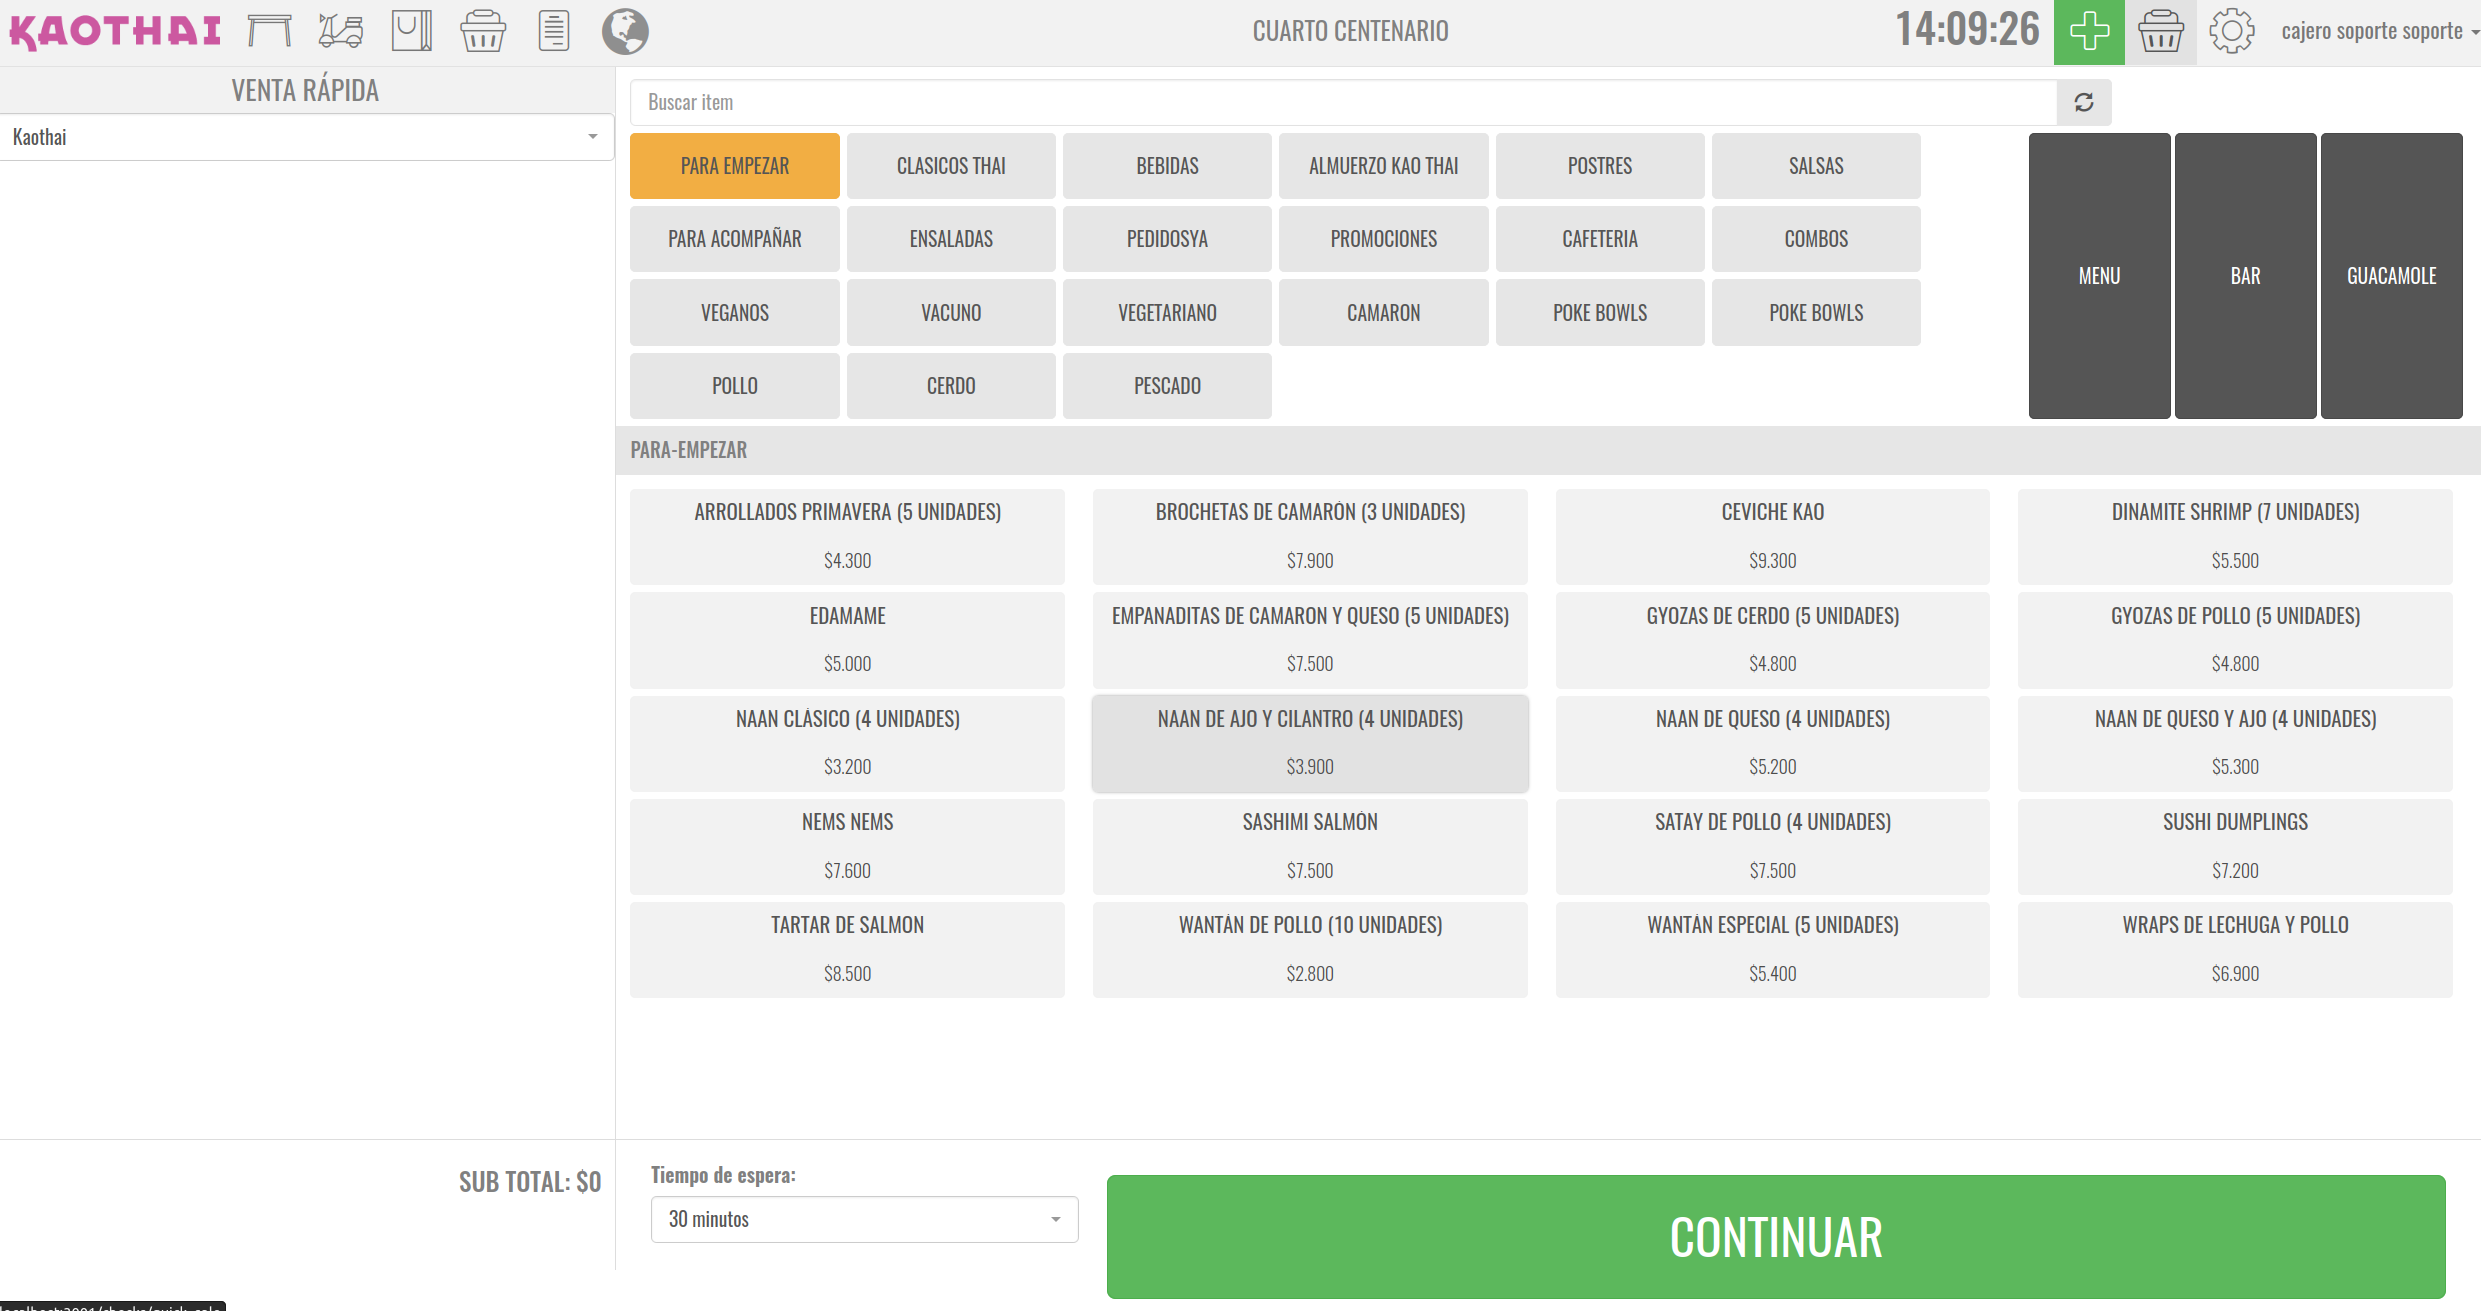 KAOTHAI
CUARTO CENTENARIO
14:09:26
cajero soporte soporte
VENTA RÁPIDA
Kaothai
Buscar item
PARA EMPEZAR
CLASICOS THAI
BEBIDAS
ALMUERZO KAO THAI
POSTRES
SALSAS
PARA ACOMPAÑAR
ENSALADAS
PEDIDOSYA
PROMOCIONES
CAFETERIA
COMBOS
VEGANOS
VACUNO
VEGETARIANO
CAMARON
POKE BOWLS
POKE BOWLS
POLLO
CERDO
PESCADO
MENU
BAR
GUACAMOLE
PARA-EMPEZAR
ARROLLADOS PRIMAVERA (5 UNIDADES)
$4.300
BROCHETAS DE CAMARÓN (3 UNIDADES)
$7.900
CEVICHE KAO
$9.300
DINAMITE SHRIMP (7 UNIDADES)
$5.500
EDAMAME
$5.000
EMPANADITAS DE CAMARON Y QUESO (5 UNIDADES)
$7.500
GYOZAS DE CERDO (5 UNIDADES)
$4.800
GYOZAS DE POLLO (5 UNIDADES)
$4.800
NAAN CLÁSICO (4 UNIDADES)
$3.200
NAAN DE AJO Y CILANTRO (4 UNIDADES)
$3.900
NAAN DE QUESO (4 UNIDADES)
$5.200
NAAN DE QUESO Y AJO (4 UNIDADES)
$5.300
NEMS NEMS
$7.600
SASHIMI SALMÓN
$7.500
SATAY DE POLLO (4 UNIDADES)
$7.500
SUSHI DUMPLINGS
$7.200
TARTAR DE SALMON
$8.500
WANTÁN DE POLLO (10 UNIDADES)
$2.800
WANTÁN ESPECIAL (5 UNIDADES)
$5.400
WRAPS DE LECHUGA Y POLLO
$6.900
SUB TOTAL: $0
Tiempo de espera:
30 minutos
CONTINUAR